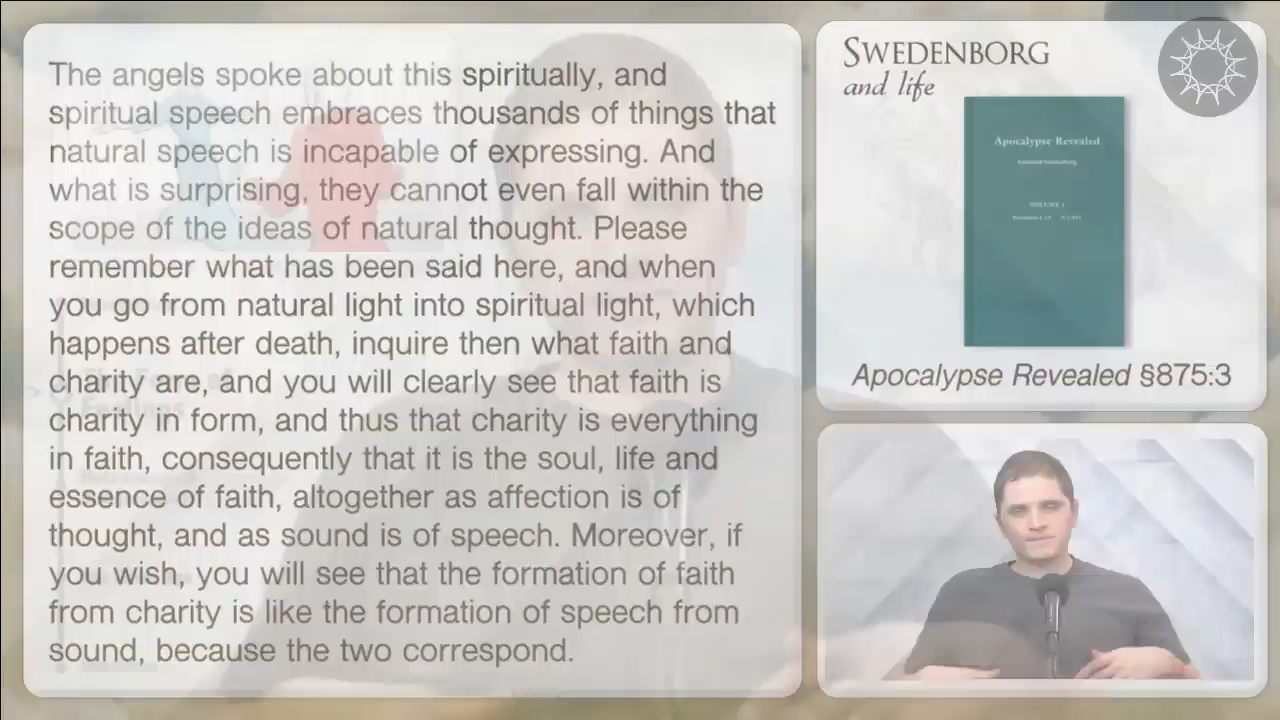 The angels spoke about this spiritually, and
spiritual speech embraces thousands of things that
natural speech is incapable of expressing. And
what is surprising, they cannot even fall within the
scope of the ideas of natural thought. Please
remember what has been said here, and when
you go from natural light into spiritual light, which
happens after death, inquire then what faith and
charity are, and you will clearly see that faith is
charity in form, and thus that charity is everything
in faith, consequently that it is the soul, life and
essence of faith, altogether as affection is of
thought, and as sound is of speech. Moreover, if
you wish, you will see that the formation of faith
from charity is like the formation of speech from
sound, because the two correspond.
SWEDENBORG
and life
Apocalypse Revealed
VOLUME 1
Apocalypse Revealed §875:3